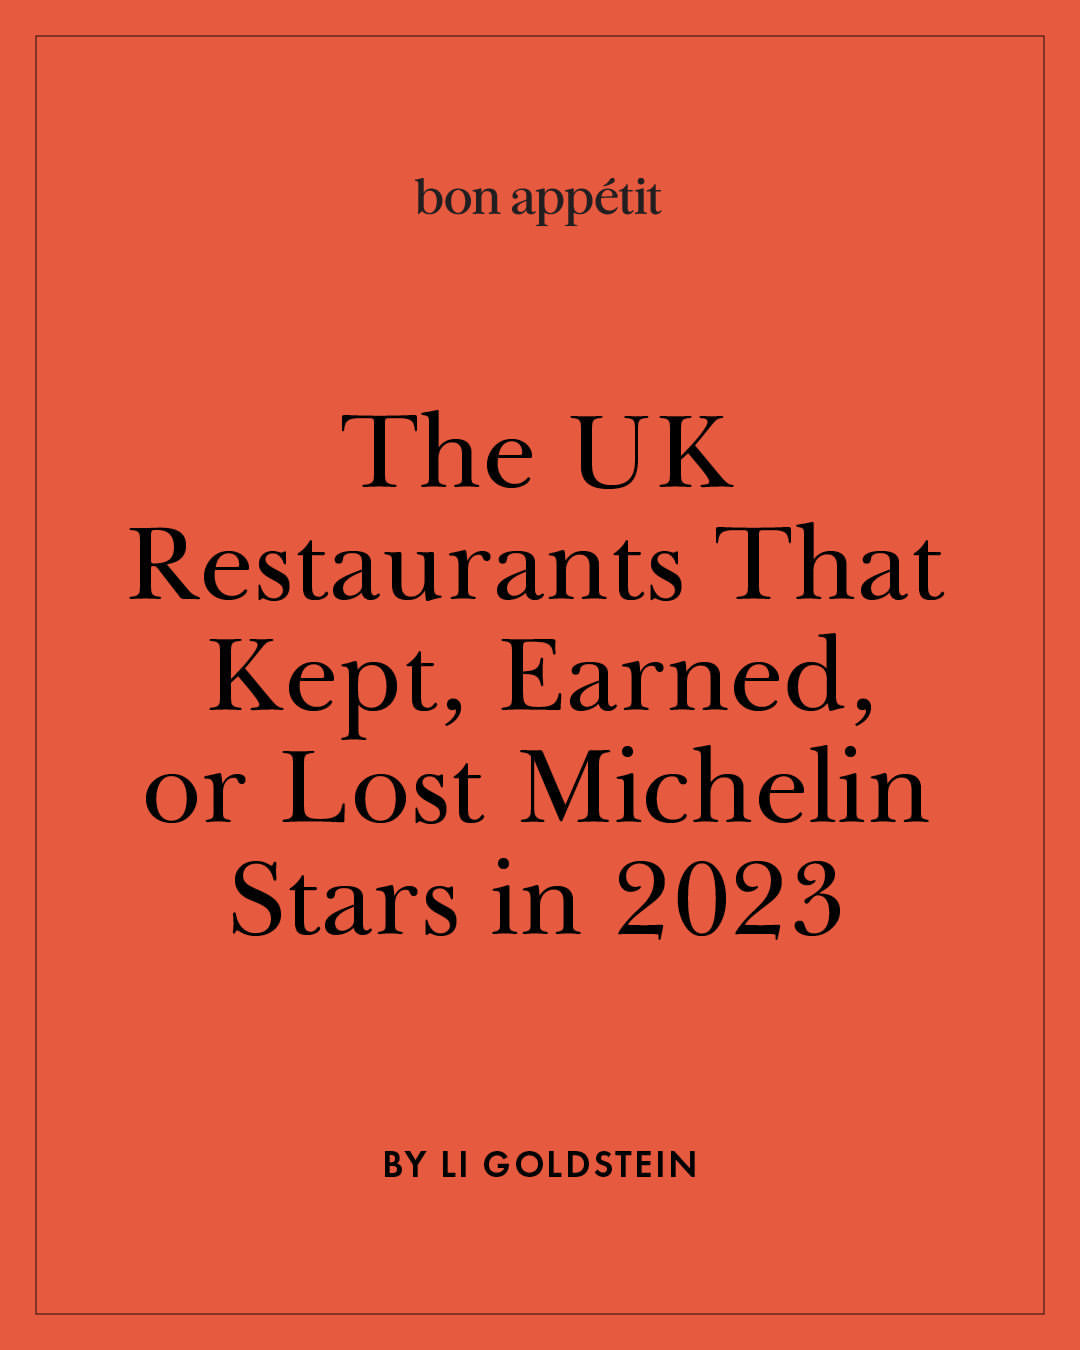 bon appétit
The UK
Restaurants That
Kept, Earned,
or Lost Michelin
Stars in 2023
BY LI GOLDSTEIN